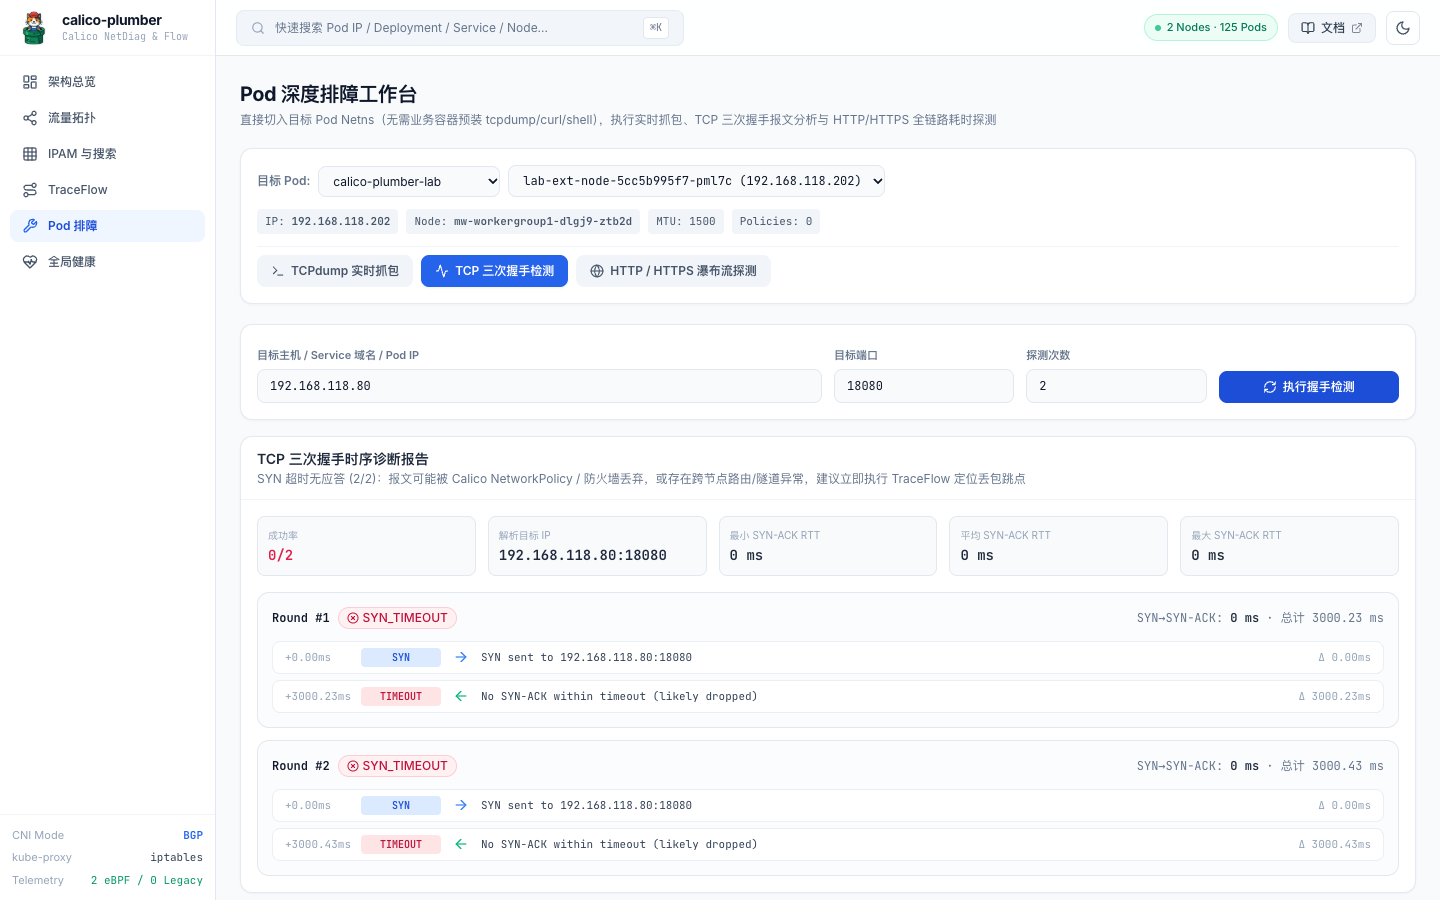 calico-plumber
Calico NetDiag & Flow
快速搜索 Pod IP / Deployment / Service / Node...
⌘K
2 Nodes · 125 Pods
文档
架构总览
流量拓扑
IPAM 与搜索
TraceFlow
Pod 排障
全局健康
CNI Mode BGP
kube-proxy iptables
Telemetry 2 eBPF / 0 Legacy
Pod 深度排障工作台
直接切入目标 Pod Netns（无需业务容器预装 tcpdump/curl/shell），执行实时抓包、TCP 三次握手报文分析与 HTTP/HTTPS 全链路耗时探测
目标 Pod: calico-plumber-lab lab-ext-node-5cc5b995f7-pml7c (192.168.118.202)
IP: 192.168.118.202 Node: mw-workergroup1-dlgj9-ztb2d MTU: 1500 Policies: 0
TCPdump 实时抓包 TCP 三次握手检测 HTTP / HTTPS 瀑布流探测
目标主机 / Service 域名 / Pod IP 目标端口 探测次数
192.168.118.80 18080 2 执行握手检测
TCP 三次握手时序诊断报告
SYN 超时无应答 (2/2)：报文可能被 Calico NetworkPolicy / 防火墙丢弃，或存在跨节点路由/隧道异常，建议立即执行 TraceFlow 定位丢包跳点
成功率 解析目标 IP 最小 SYN-ACK RTT 平均 SYN-ACK RTT 最大 SYN-ACK RTT
0/2 192.168.118.80:18080 0 ms 0 ms 0 ms
Round #1 SYN_TIMEOUT SYN→SYN-ACK: 0 ms · 总计 3000.23 ms
+0.00ms SYN → SYN sent to 192.168.118.80:18080 Δ 0.00ms
+3000.23ms TIMEOUT ← No SYN-ACK within timeout (likely dropped) Δ 3000.23ms
Round #2 SYN_TIMEOUT SYN→SYN-ACK: 0 ms · 总计 3000.43 ms
+0.00ms SYN → SYN sent to 192.168.118.80:18080 Δ 0.00ms
+3000.43ms TIMEOUT ← No SYN-ACK within timeout (likely dropped) Δ 3000.43ms